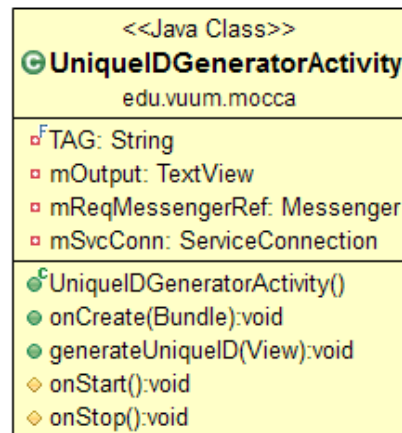 <<Java Class>>
C UniqueIDGeneratorActivity
edu.vuum.mocca
F TAG: String
mOutput: TextView
mReqMessengerRef: Messenger
mSvcConn: ServiceConnection
C UniqueIDGeneratorActivity()
onCreate(Bundle):void
generateUniqueID(View):void
onStart():void
onStop():void